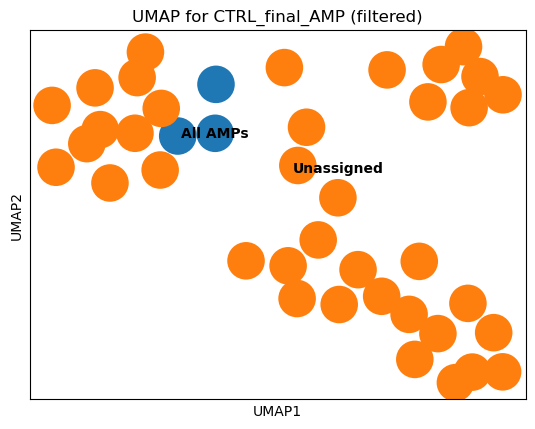 UMAP for CTRL_final_AMP (filtered)
All AMPs
Unassigned
UMAP2
UMAP1